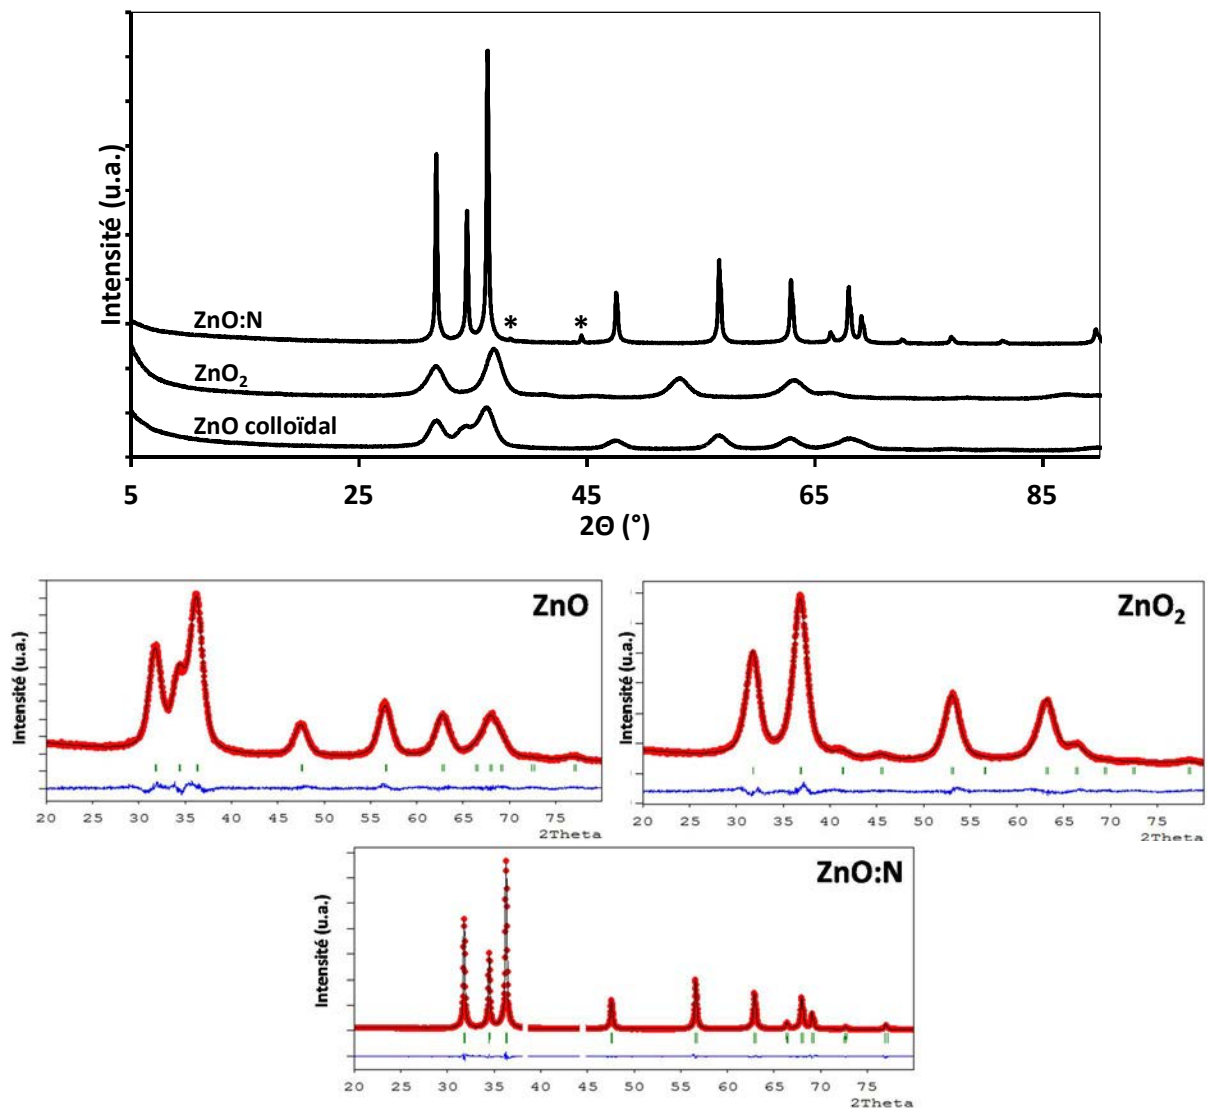 Intensité (u.a.)
ZnO:N
* *
ZnO₂
ZnO colloïdal
5 25 45 65 85
2Θ (°)
ZnO
Intensité (u.a.)
20 25 30 35 40 45 50 55 60 65 70 75
2Theta
ZnO₂
Intensité (u.a.)
20 25 30 35 40 45 50 55 60 65 70 75
2Theta
ZnO:N
Intensité (u.a.)
20 25 30 35 40 45 50 55 60 65 70 75
2Theta